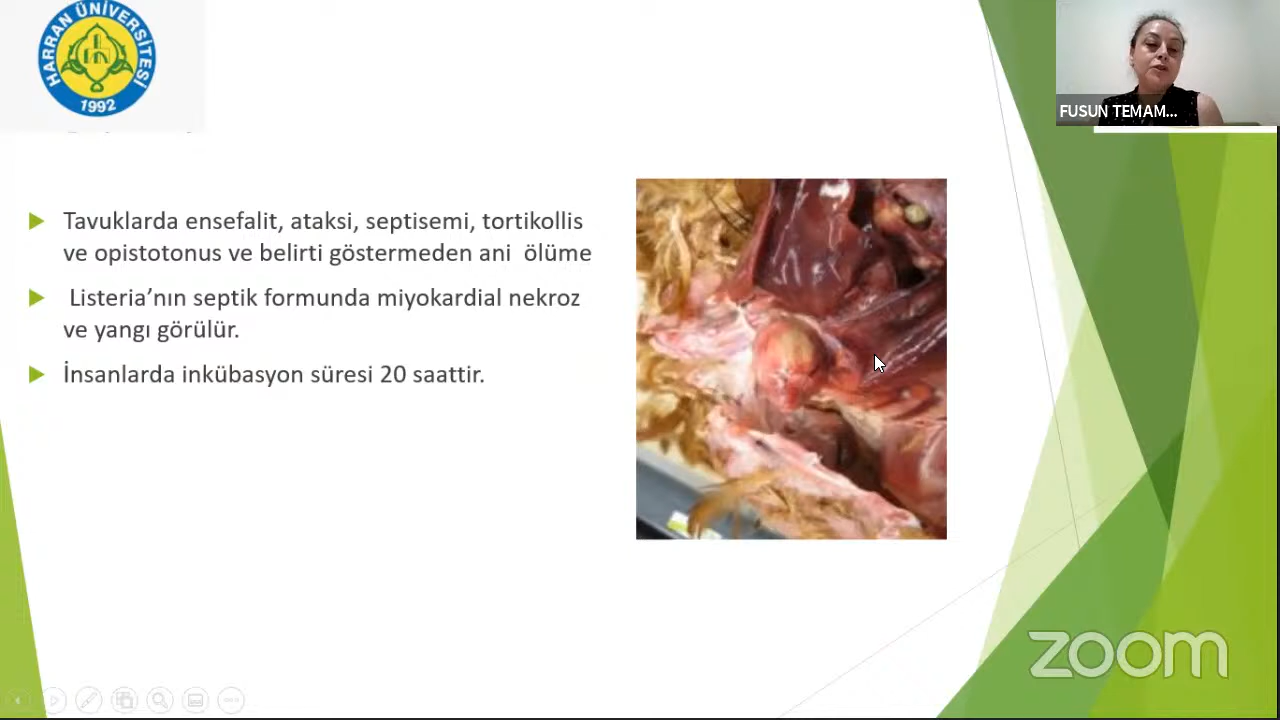 HARRAN ÜNİVERSİTESİ
1992
FUSUN TEMAM...
Tavuklarda ensefalit, ataksi, septisemi, tortikollis
ve opistotonus ve belirti göstermeden ani ölüme
Listeria’nın septik formunda miyokardial nekroz
ve yangı görülür.
İnsanlarda inkübasyon süresi 20 saattir.
zoom